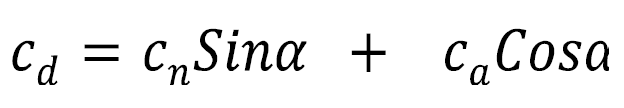 c_d = c_n Sinα + c_a Cosα